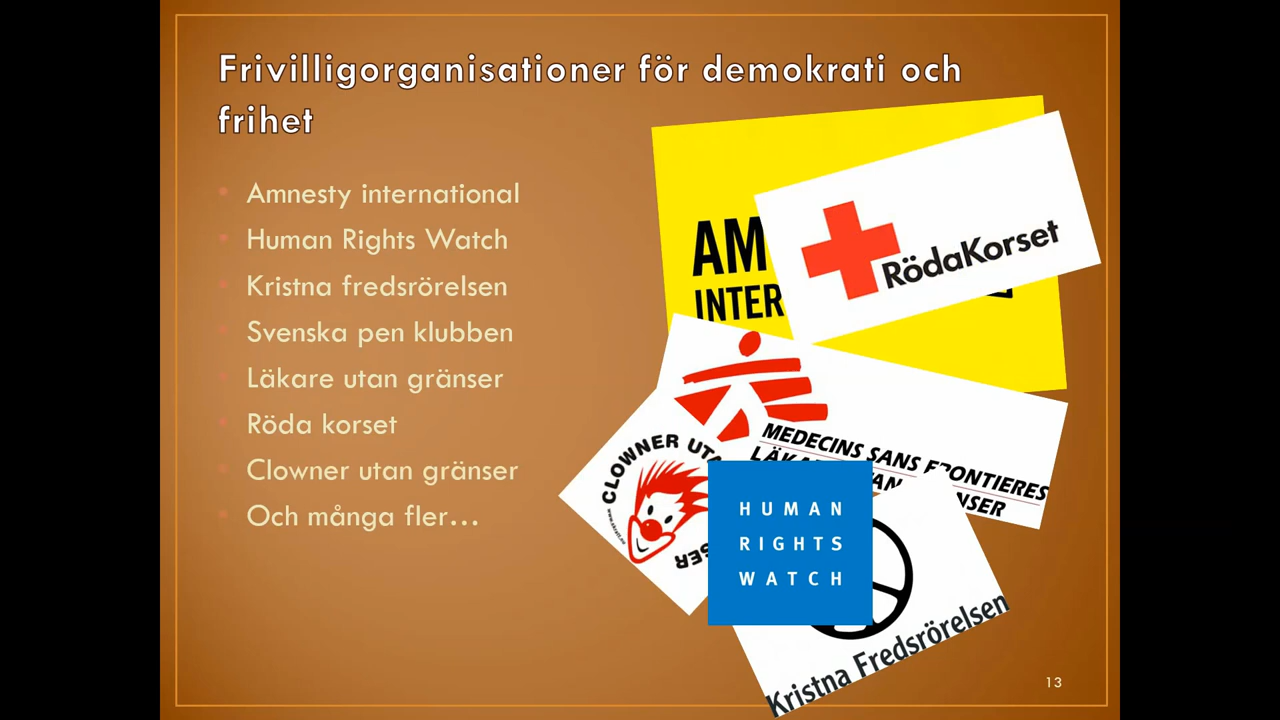 Frivilligorganisationer för demokrati och
frihet
Amnesty international
Human Rights Watch
Kristna fredsrörelsen
Svenska pen klubben
Läkare utan gränser
Röda korset
Clowner utan gränser
Och många fler...
AM
INTER
RödaKorset
MEDECINS SANS FRONTIERES
CLOWNER
HUMAN
RIGHTS
WATCH
Kristna Fredsrörelsen
13